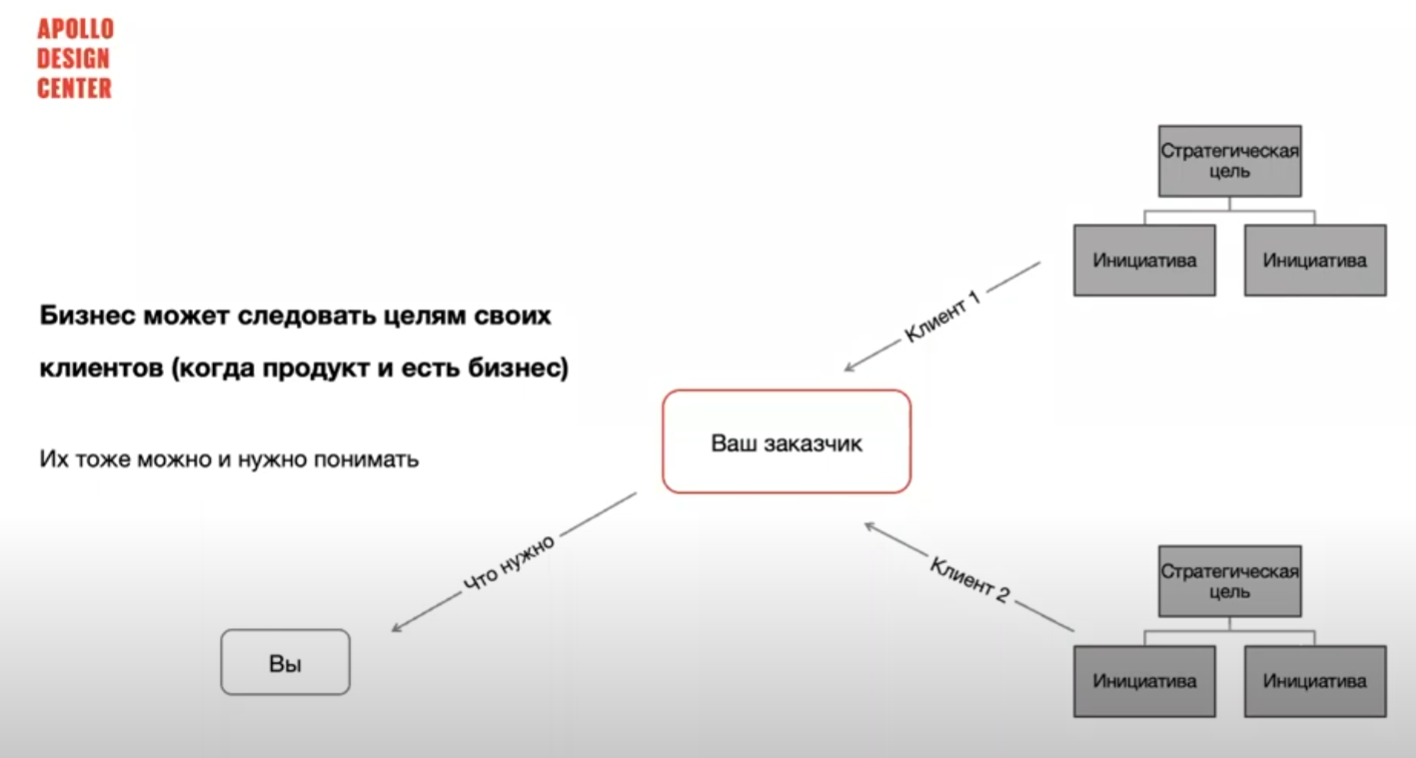 APOLLO
DESIGN
CENTER
Стратегическая
цель
Инициатива
Инициатива
Клиент 1
Бизнес может следовать целям своих
клиентов (когда продукт и есть бизнес)
Ваш заказчик
Их тоже можно и нужно понимать
Что нужно
Клиент 2
Стратегическая
цель
Вы
Инициатива
Инициатива